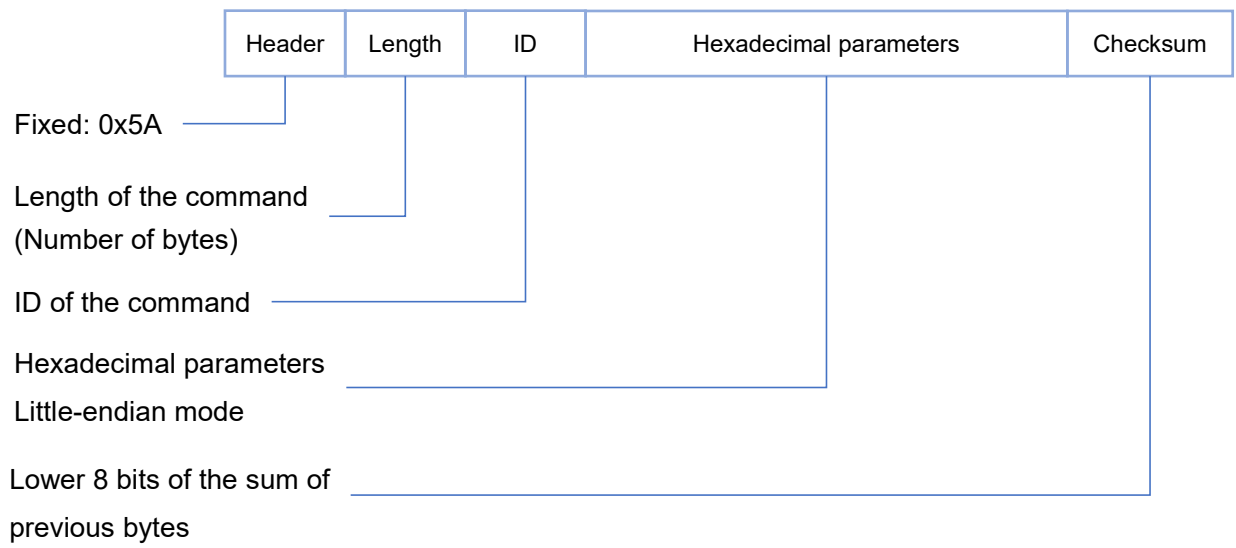 Header Length ID Hexadecimal parameters Checksum
Fixed: 0x5A
Length of the command
(Number of bytes)
ID of the command
Hexadecimal parameters
Little-endian mode
Lower 8 bits of the sum of
previous bytes